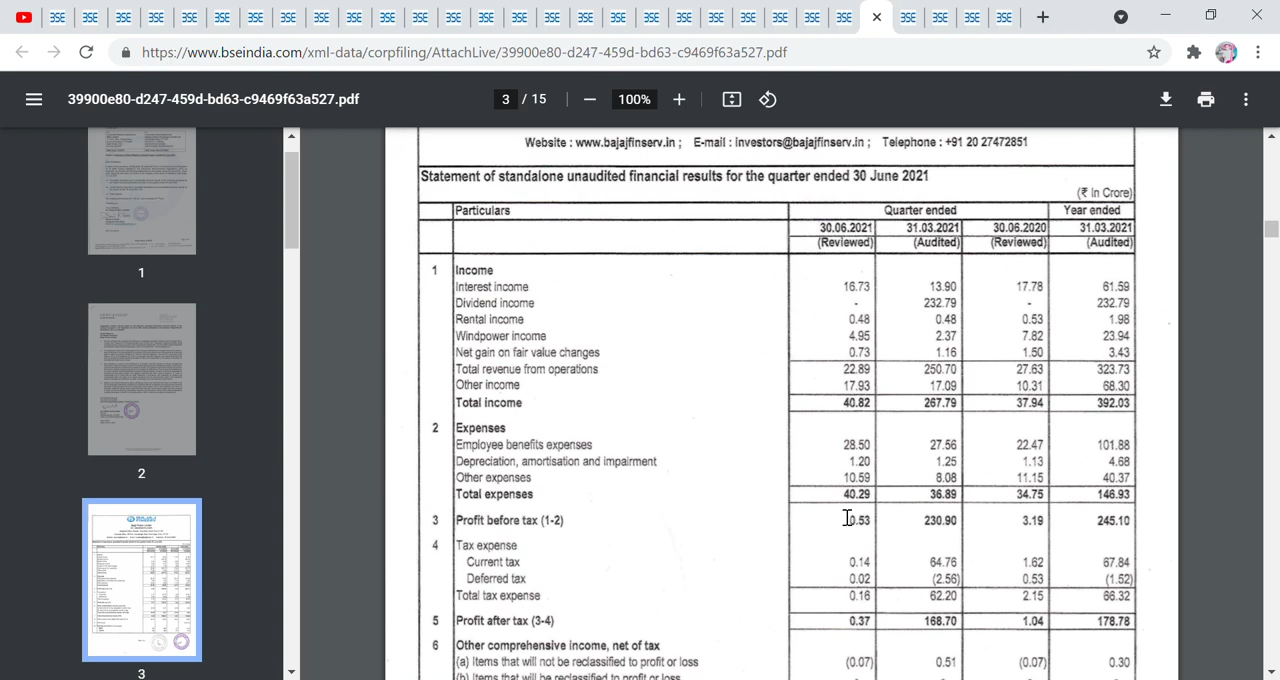 https://www.bseindia.com/xml-data/corpfiling/AttachLive/39900e80-d247-459d-bd63-c9469f63a527.pdf
39900e80-d247-459d-bd63-c9469f63a527.pdf 3 / 15 100%
Website : www.bajajfinserv.in ; E-mail : investors@bajajfinserv.in ; Telephone : +91 20 27472851
Statement of standalone unaudited financial results for the quarter ended 30 June 2021
(₹ In Crore)
Particulars Quarter ended Year ended
30.06.2021 31.03.2021 30.06.2020 31.03.2021
(Reviewed) (Audited) (Reviewed) (Audited)
1 Income
Interest income 16.73 13.90 17.78 61.59
Dividend income - 232.79 - 232.79
Rental income 0.48 0.48 0.53 1.98
Windpower income 4.95 2.37 7.82 23.94
Net gain on fair value changes 0.73 1.16 1.50 3.43
Total revenue from operations 22.89 250.70 27.63 323.73
Other income 17.93 17.09 10.31 68.30
Total income 40.82 267.79 37.94 392.03
2 Expenses
Employee benefits expenses 28.50 27.56 22.47 101.88
Depreciation, amortisation and impairment 1.20 1.25 1.13 4.68
Other expenses 10.59 8.08 11.15 40.37
Total expenses 40.29 36.89 34.75 146.93
3 Profit before tax (1-2) 0.53 230.90 3.19 245.10
4 Tax expense
Current tax 0.14 64.76 1.62 67.84
Deferred tax 0.02 (2.56) 0.53 (1.52)
Total tax expense 0.16 62.20 2.15 66.32
5 Profit after tax (3-4) 0.37 168.70 1.04 178.78
6 Other comprehensive income, net of tax
(a) Items that will not be reclassified to profit or loss (0.07) 0.51 (0.07) 0.30
(b) Items that will be reclassified to profit or loss - - - -
1
2
3